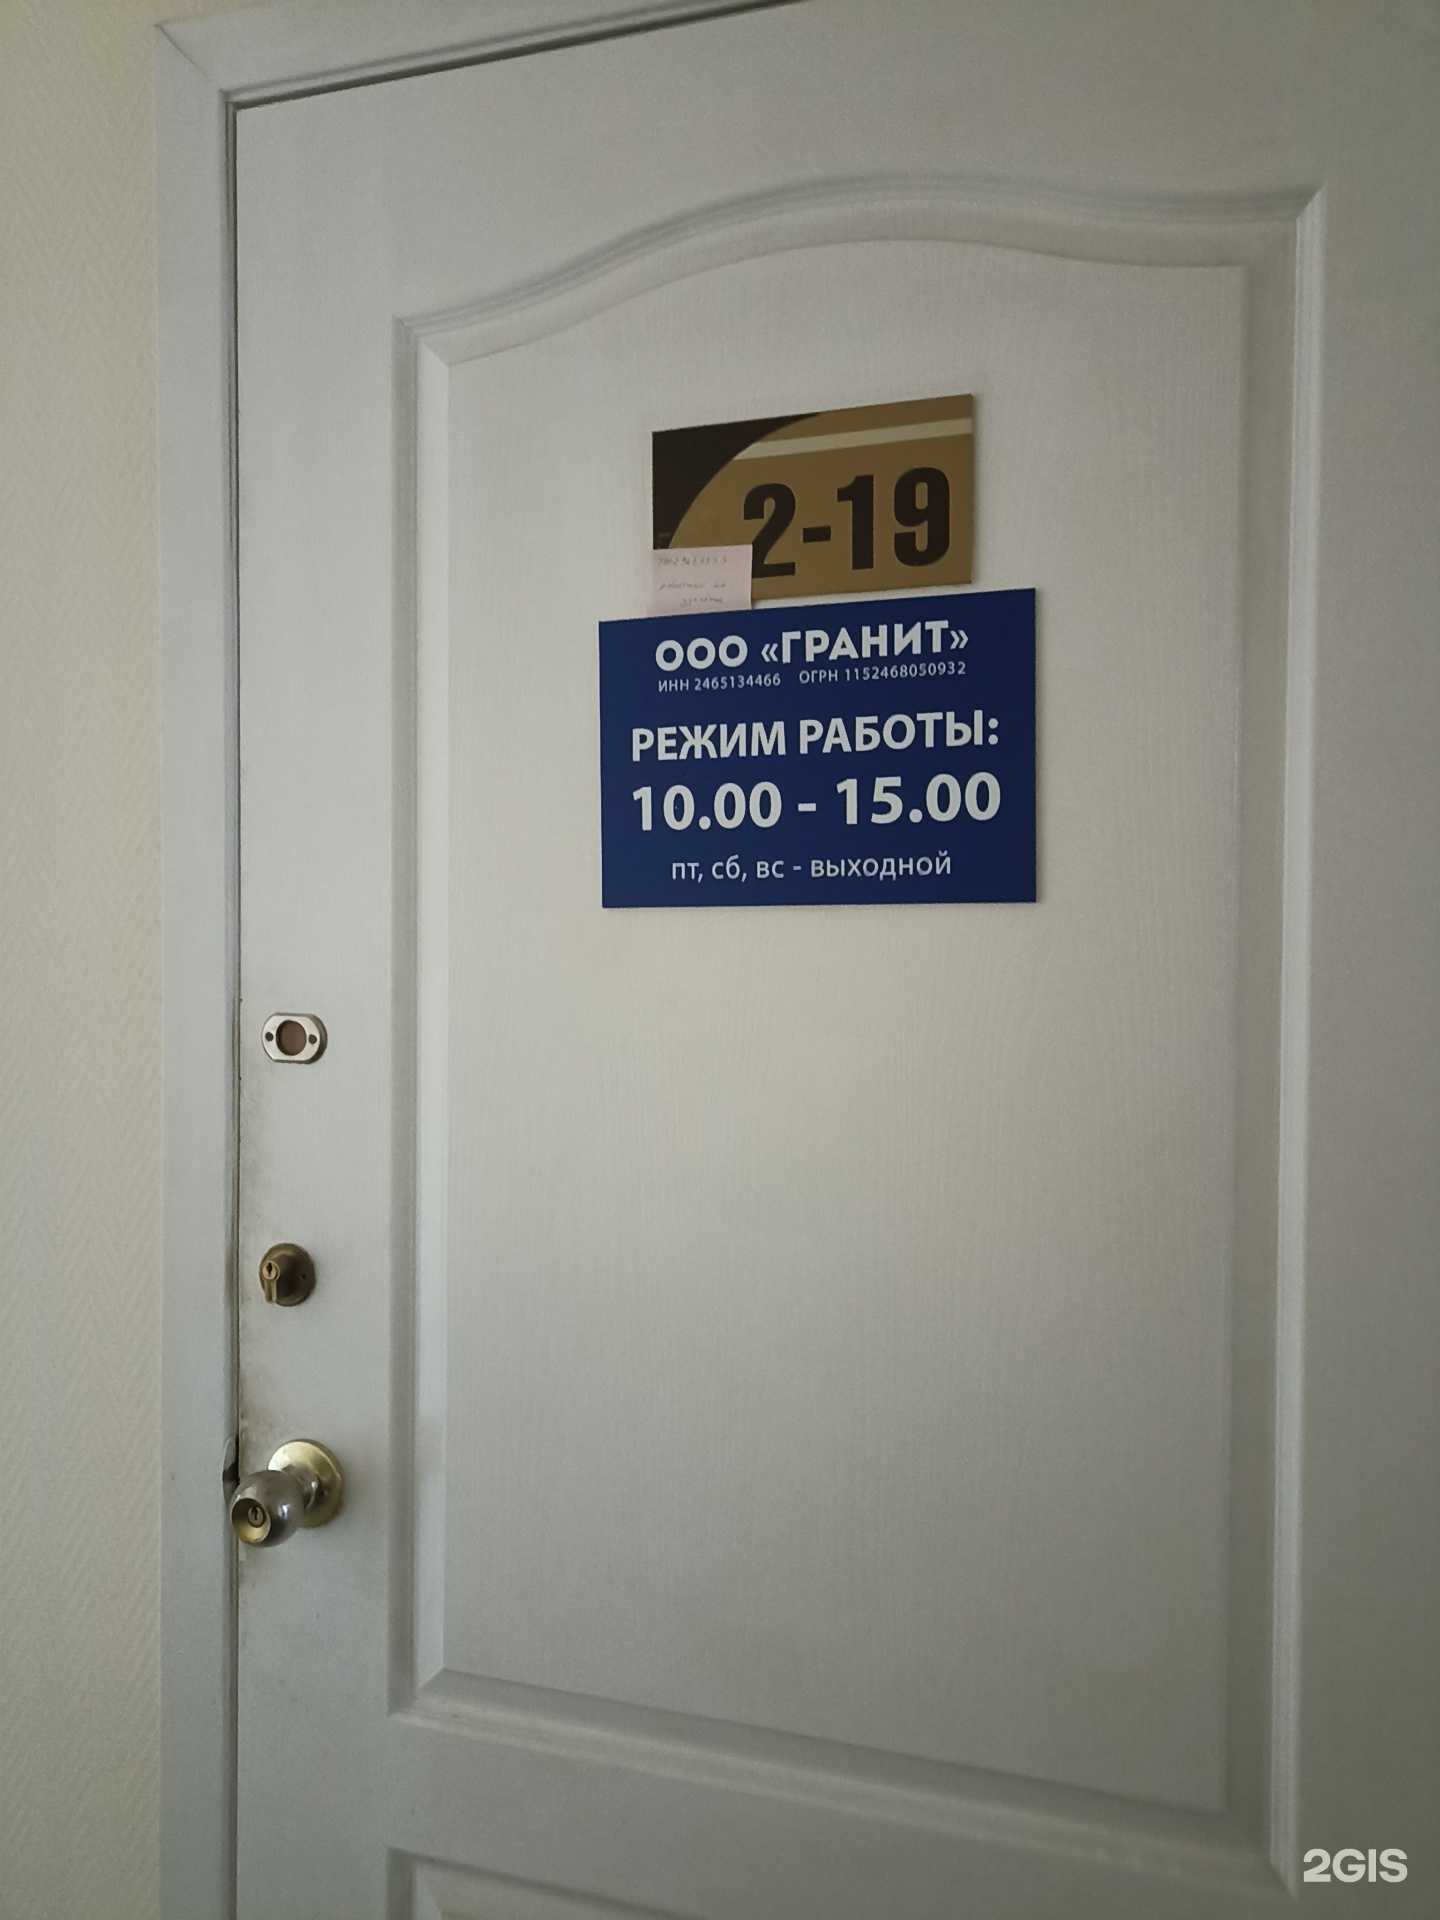 2-19
ООО «ГРАНИТ»
ИНН 2465134466 ОГРН 1152468050932
РЕЖИМ РАБОТЫ:
10.00 - 15.00
пт, сб, вс - выходной
2GIS